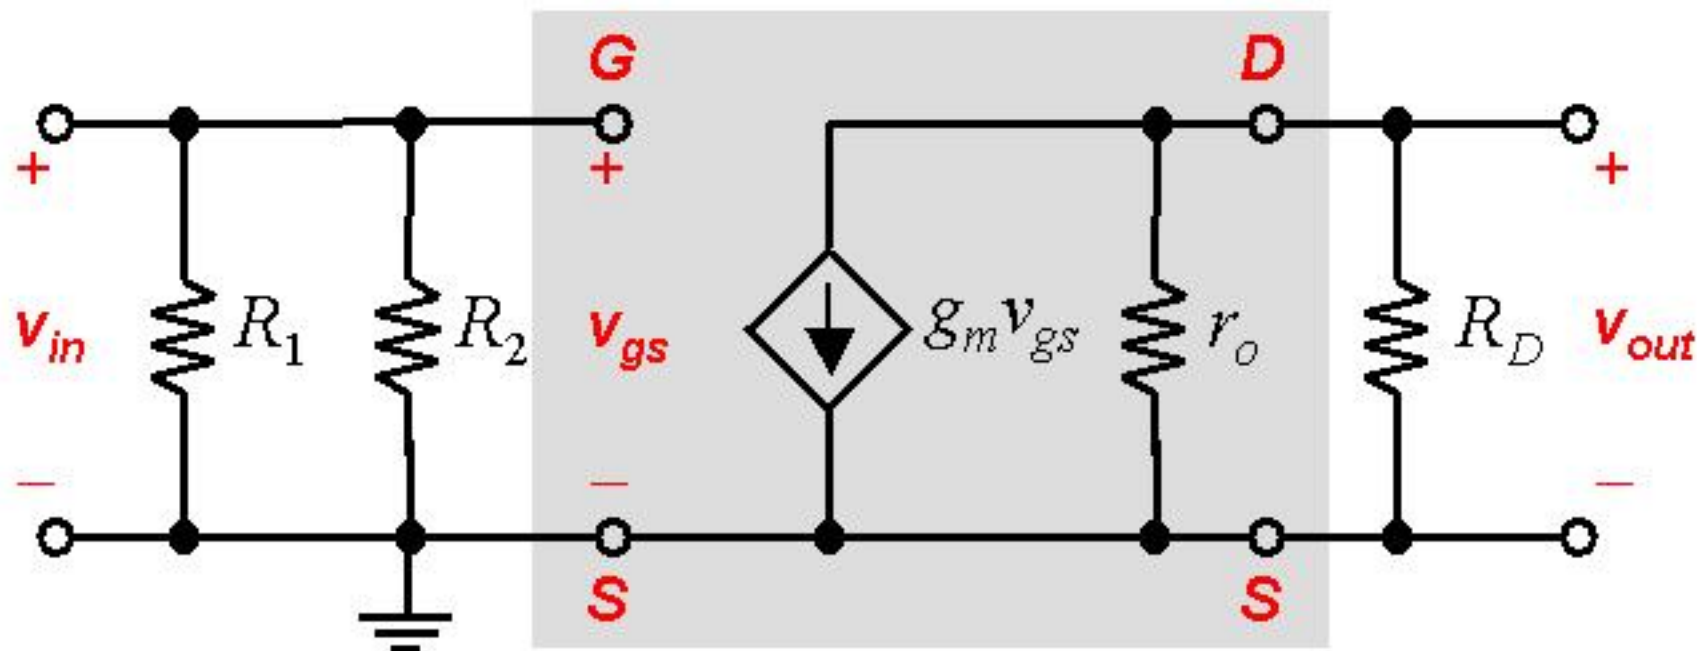 G D
+ + + +
v_in R_1 R_2 v_gs g_m v_gs r_o R_D v_out
− − −
S S